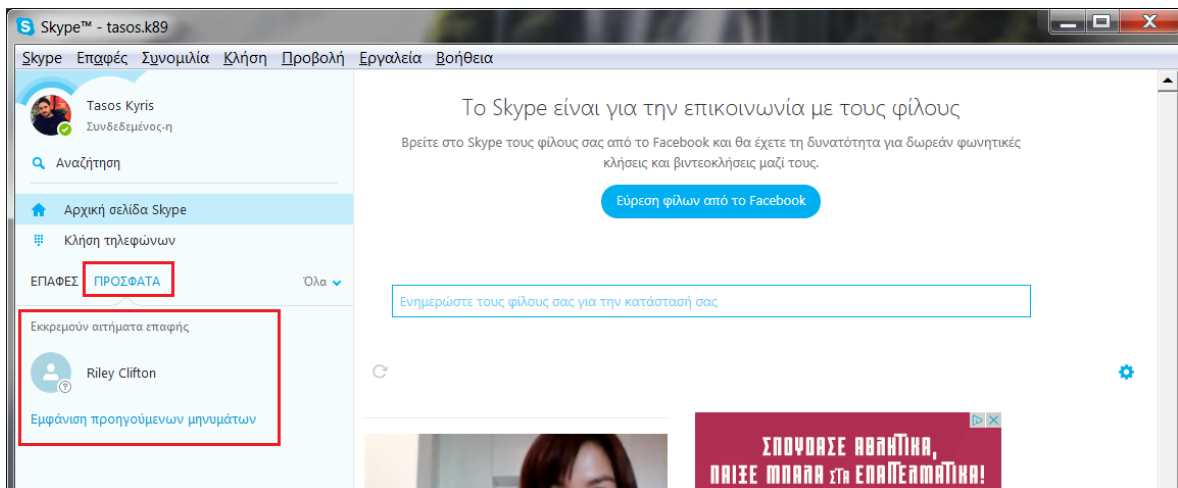 Skype™ - tasos.k89
Skype Επαφές Συνομιλία Κλήση Προβολή Εργαλεία Βοήθεια
Tasos Kyris
Συνδεδεμένος-η
Αναζήτηση
Αρχική σελίδα Skype
Κλήση τηλεφώνων
ΕΠΑΦΕΣ ΠΡΟΣΦΑΤΑ Όλα
Εκκρεμούν αιτήματα επαφής
Riley Clifton
Εμφάνιση προηγούμενων μηνυμάτων
Το Skype είναι για την επικοινωνία με τους φίλους
Βρείτε στο Skype τους φίλους σας από το Facebook και θα έχετε τη δυνατότητα για δωρεάν φωνητικές
κλήσεις και βιντεοκλήσεις μαζί τους.
Εύρεση φίλων από το Facebook
Ενημερώστε τους φίλους σας για την κατάστασή σας
ΣΠΟΥΔΑΣΕ ΑΘΛΗΤΙΚΑ,
ΠΑΙΞΕ ΜΠΑΛΑ ΣΤΑ ΕΠΑΓΓΕΛΜΑΤΙΚΑ!